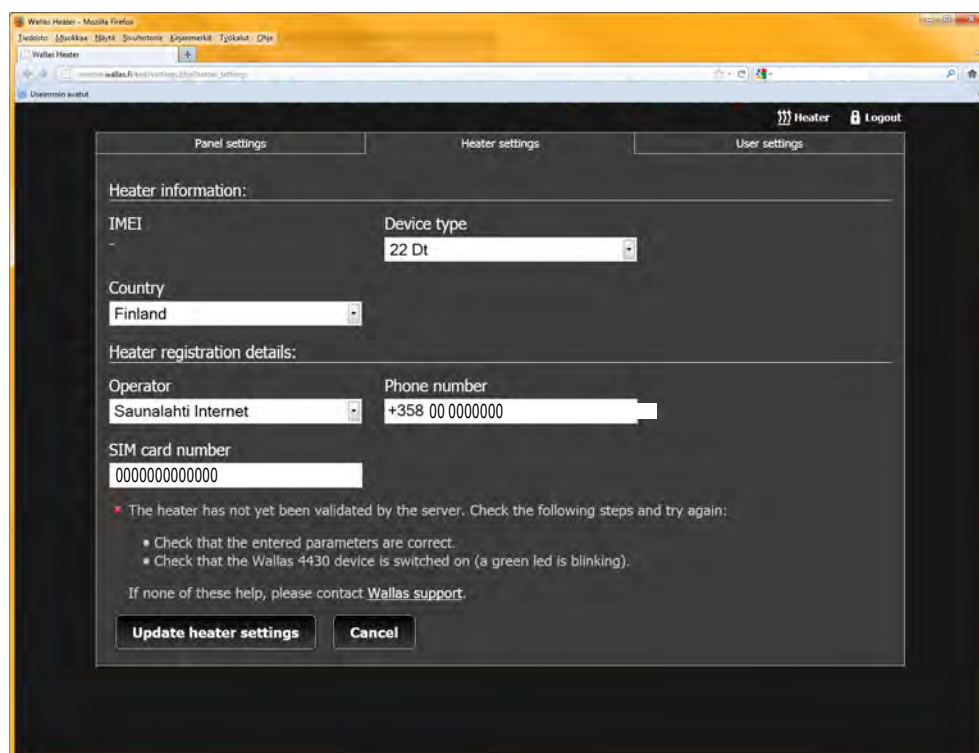 Wallas Heater - Mozilla Firefox
Tiedosto Muokkaa Näytä Sivuhistoria Kirjanmerkit Työkalut Ohje
Wallas Heater +
wallas.fi
Useimmin avatut
Heater Logout
Panel settings Heater settings User settings
Heater information:
IMEI Device type
- 22 Dt
Country
Finland
Heater registration details:
Operator Phone number
Saunalahti Internet +358 00 0000000
SIM card number
0000000000000
The heater has not yet been validated by the server. Check the following steps and try again:
• Check that the entered parameters are correct.
• Check that the Wallas 4430 device is switched on (a green led is blinking).
If none of these help, please contact Wallas support.
Update heater settings Cancel